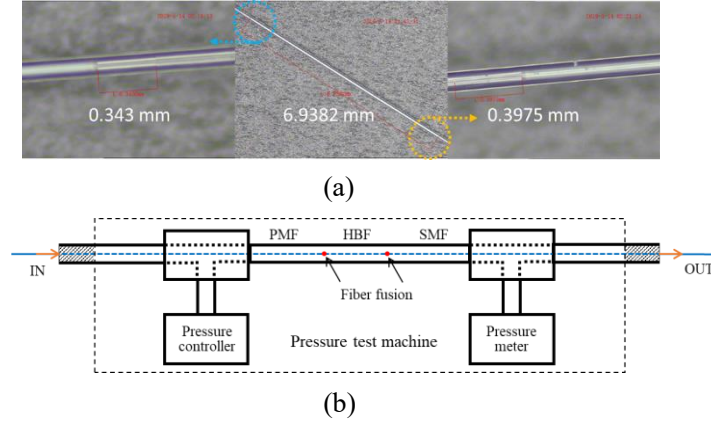 0.343 mm
6.9382 mm
0.3975 mm
(a)
PMF HBF SMF
IN
OUT
Fiber fusion
Pressure
controller
Pressure test machine
Pressure
meter
(b)